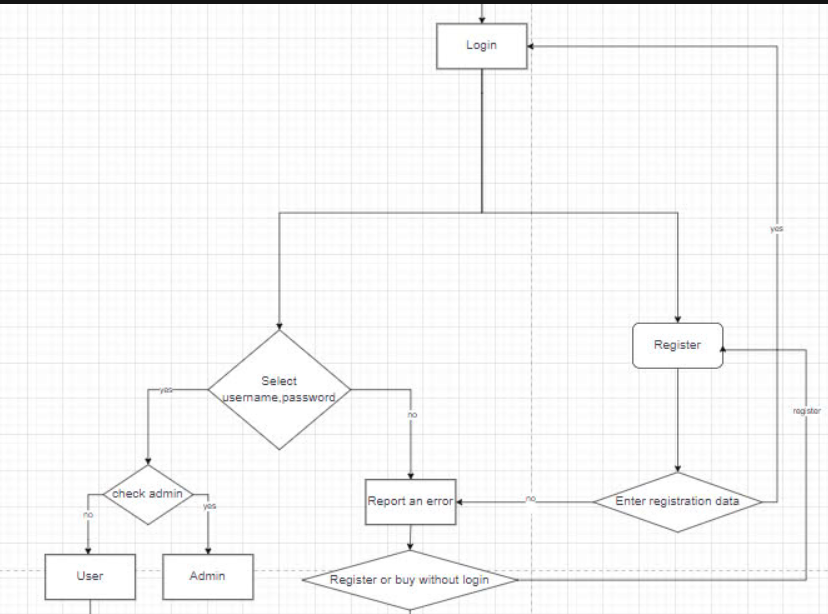 Login
yes
Register
Select
username,password
yes
no
register
check admin
Report an error
no
Enter registration data
no
yes
User
Admin
Register or buy without login